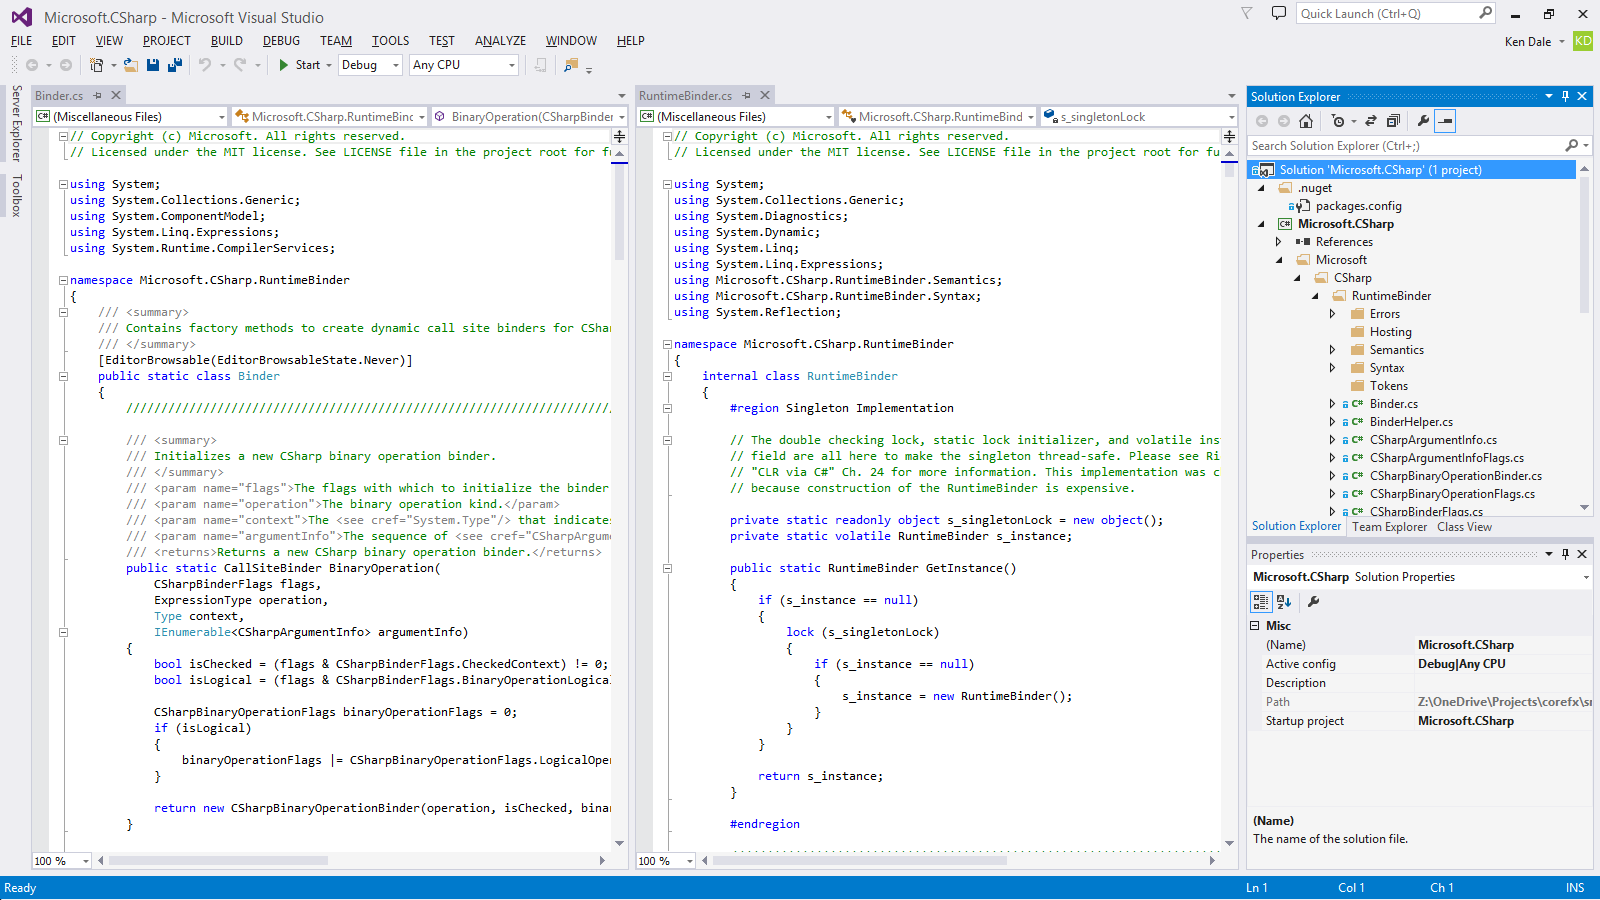 Microsoft.CSharp - Microsoft Visual Studio
Quick Launch (Ctrl+Q)
FILE EDIT VIEW PROJECT BUILD DEBUG TEAM TOOLS TEST ANALYZE WINDOW HELP
Ken Dale KD
Start Debug Any CPU
Server Explorer
Toolbox
Binder.cs
(Miscellaneous Files) Microsoft.CSharp.RuntimeBinc BinaryOperation(CSharpBinder
// Copyright (c) Microsoft. All rights reserved.
// Licensed under the MIT license. See LICENSE file in the project root for fu
using System;
using System.Collections.Generic;
using System.ComponentModel;
using System.Linq.Expressions;
using System.Runtime.CompilerServices;
namespace Microsoft.CSharp.RuntimeBinder
{
/// <summary>
/// Contains factory methods to create dynamic call site binders for CShar
/// </summary>
[EditorBrowsable(EditorBrowsableState.Never)]
public static class Binder
{
/////////////////////////////////////////////////////////////////////
/// <summary>
/// Initializes a new CSharp binary operation binder.
/// </summary>
/// <param name="flags">The flags with which to initialize the binder
/// <param name="operation">The binary operation kind.</param>
/// <param name="context">The <see cref="System.Type"/> that indicates
/// <param name="argumentInfo">The sequence of <see cref="CSharpArgume
/// <returns>Returns a new CSharp binary operation binder.</returns>
public static CallSiteBinder BinaryOperation(
CSharpBinderFlags flags,
ExpressionType operation,
Type context,
IEnumerable<CSharpArgumentInfo> argumentInfo)
{
bool isChecked = (flags & CSharpBinderFlags.CheckedContext) != 0;
bool isLogical = (flags & CSharpBinderFlags.BinaryOperationLogical
CSharpBinaryOperationFlags binaryOperationFlags = 0;
if (isLogical)
{
binaryOperationFlags |= CSharpBinaryOperationFlags.LogicalOper
}
return new CSharpBinaryOperationBinder(operation, isChecked, binar
}
100 %
RuntimeBinder.cs
(Miscellaneous Files) Microsoft.CSharp.RuntimeBind s_singletonLock
// Copyright (c) Microsoft. All rights reserved.
// Licensed under the MIT license. See LICENSE file in the project root for fu
using System;
using System.Collections.Generic;
using System.Diagnostics;
using System.Dynamic;
using System.Linq;
using System.Linq.Expressions;
using Microsoft.CSharp.RuntimeBinder.Semantics;
using Microsoft.CSharp.RuntimeBinder.Syntax;
using System.Reflection;
namespace Microsoft.CSharp.RuntimeBinder
{
internal class RuntimeBinder
{
#region Singleton Implementation
// The double checking lock, static lock initializer, and volatile ins
// field are all here to make the singleton thread-safe. Please see Ri
// "CLR via C#" Ch. 24 for more information. This implementation was c
// because construction of the RuntimeBinder is expensive.
private static readonly object s_singletonLock = new object();
private static volatile RuntimeBinder s_instance;
public static RuntimeBinder GetInstance()
{
if (s_instance == null)
{
lock (s_singletonLock)
{
if (s_instance == null)
{
s_instance = new RuntimeBinder();
}
}
}
return s_instance;
}
#endregion
100 %
Solution Explorer
Search Solution Explorer (Ctrl+;)
Solution 'Microsoft.CSharp' (1 project)
.nuget
packages.config
C# Microsoft.CSharp
References
Microsoft
CSharp
RuntimeBinder
Errors
Hosting
Semantics
Syntax
Tokens
C# Binder.cs
C# BinderHelper.cs
C# CSharpArgumentInfo.cs
C# CSharpArgumentInfoFlags.cs
C# CSharpBinaryOperationBinder.cs
C# CSharpBinaryOperationFlags.cs
C# CSharpBinderFlags.cs
Solution Explorer Team Explorer Class View
Properties
Microsoft.CSharp Solution Properties
Misc
(Name) Microsoft.CSharp
Active config Debug|Any CPU
Description
Path Z:\OneDrive\Projects\corefx\sr
Startup project Microsoft.CSharp
(Name)
The name of the solution file.
Ready Ln 1 Col 1 Ch 1 INS